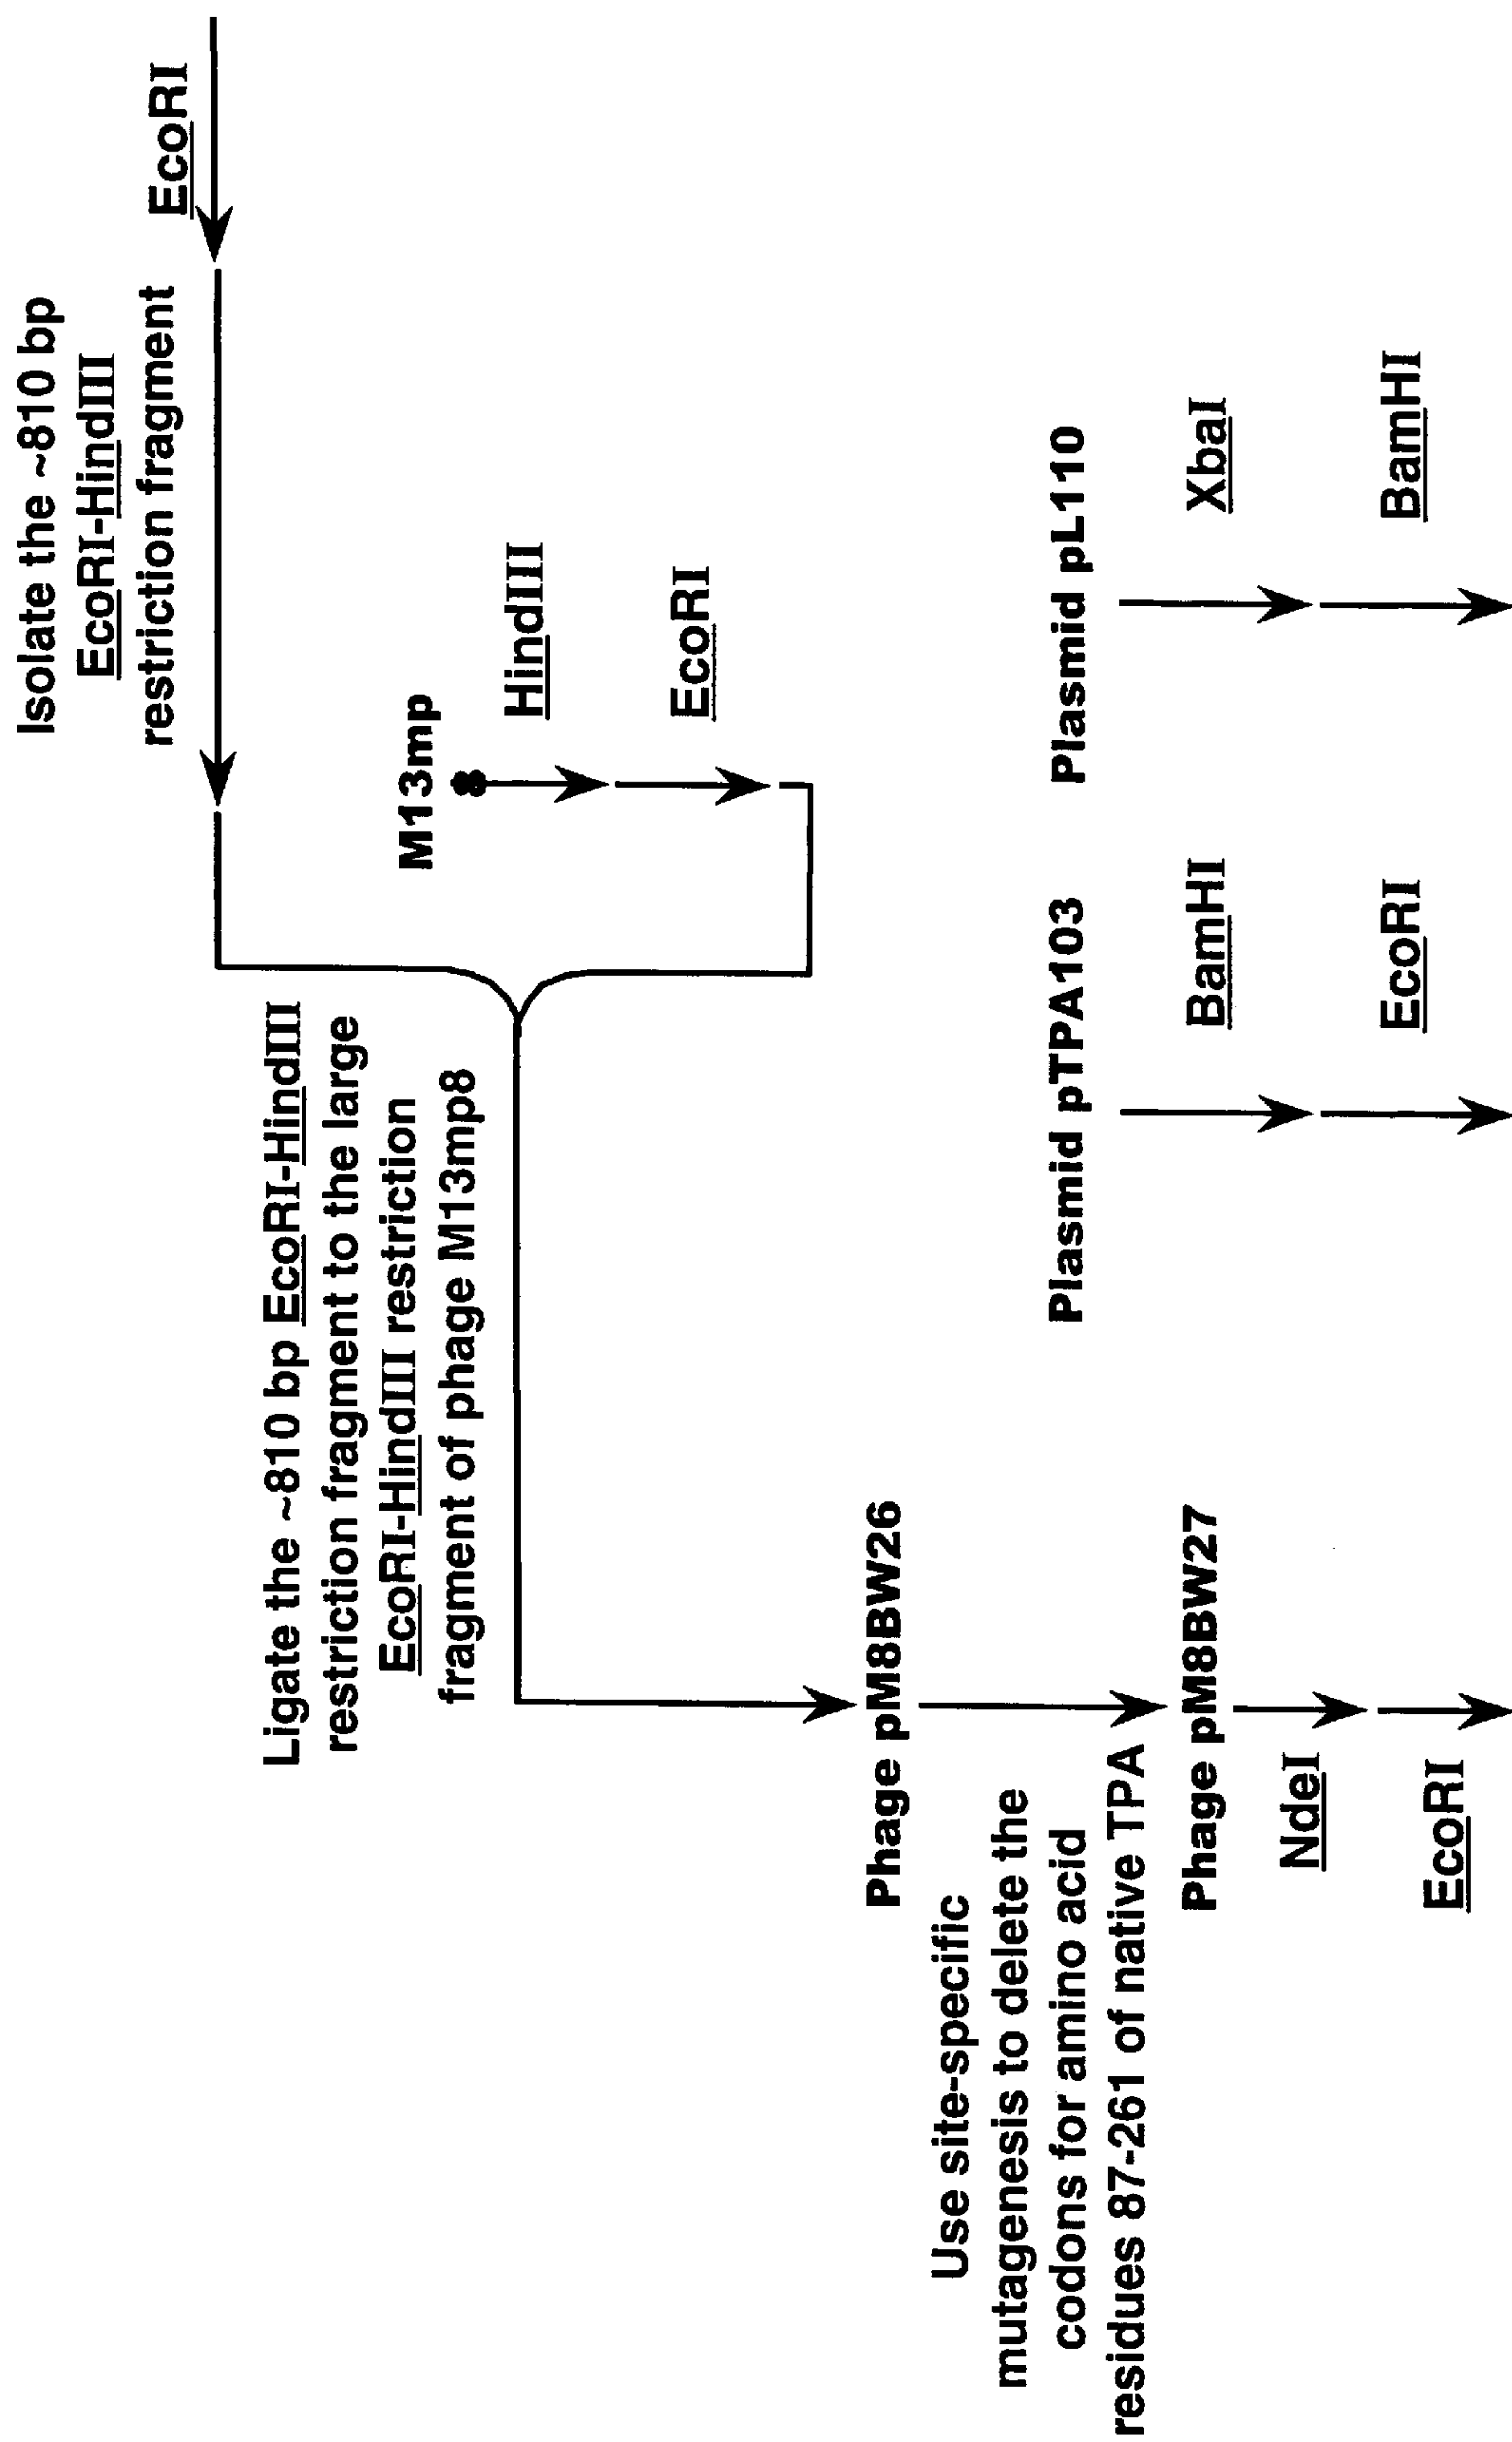 Isolate the ~810 bp
EcoRI-HindIII
restriction fragment
EcoRI
Ligate the ~810 bp EcoRI-HindIII
restriction fragment to the large
EcoRI-HindIII restriction
fragment of phage M13mp8
M13mp
8
HindIII
EcoRI
Phage pM8BW26
Use site-specific
mutagenesis to delete the
codons for amino acid
residues 87-261 of native TPA
Phage pM8BW27
NdeI
EcoRI
Plasmid pTPA103
BamHI
EcoRI
Plasmid pL110
XbaI
BamHI